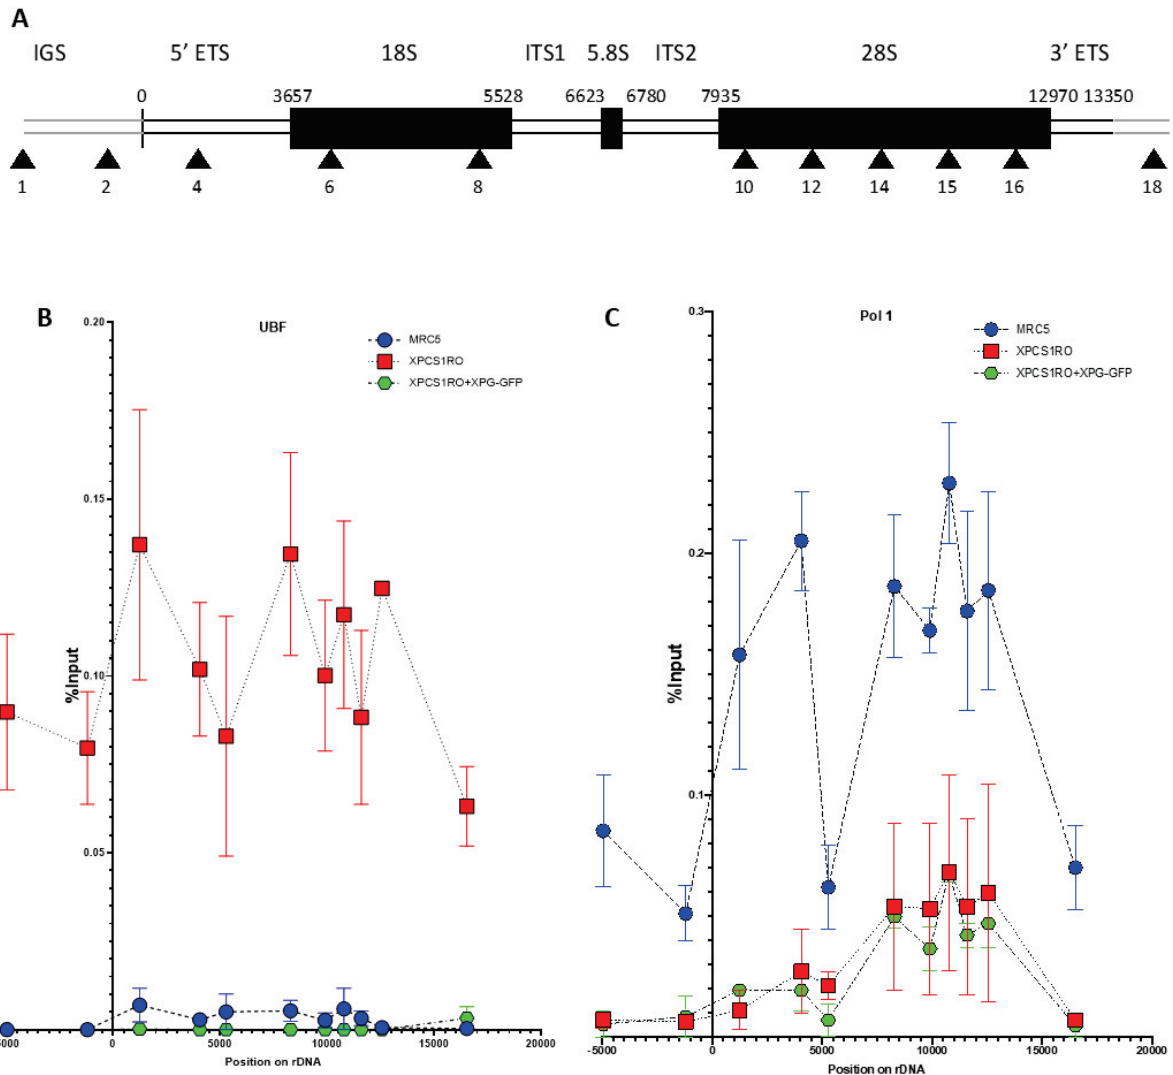 A
IGS 5’ ETS 18S ITS1 5.8S ITS2 28S 3’ ETS
0 3657 5528 6623 6780 7935 12970 13350
1 2 4 6 8 10 12 14 15 16 18
B
UBF
MRC5
XPCS1RO
XPCS1RO+XPG-GFP
0.20
0.15
0.10
0.05
%Input
5000 0 5000 10000 15000 20000
Position on rDNA
C
Pol 1
MRC5
XPCS1RO
XPCS1RO+XPG-GFP
0.3
0.2
0.1
%Input
-5000 0 5000 10000 15000 20000
Position on rDNA